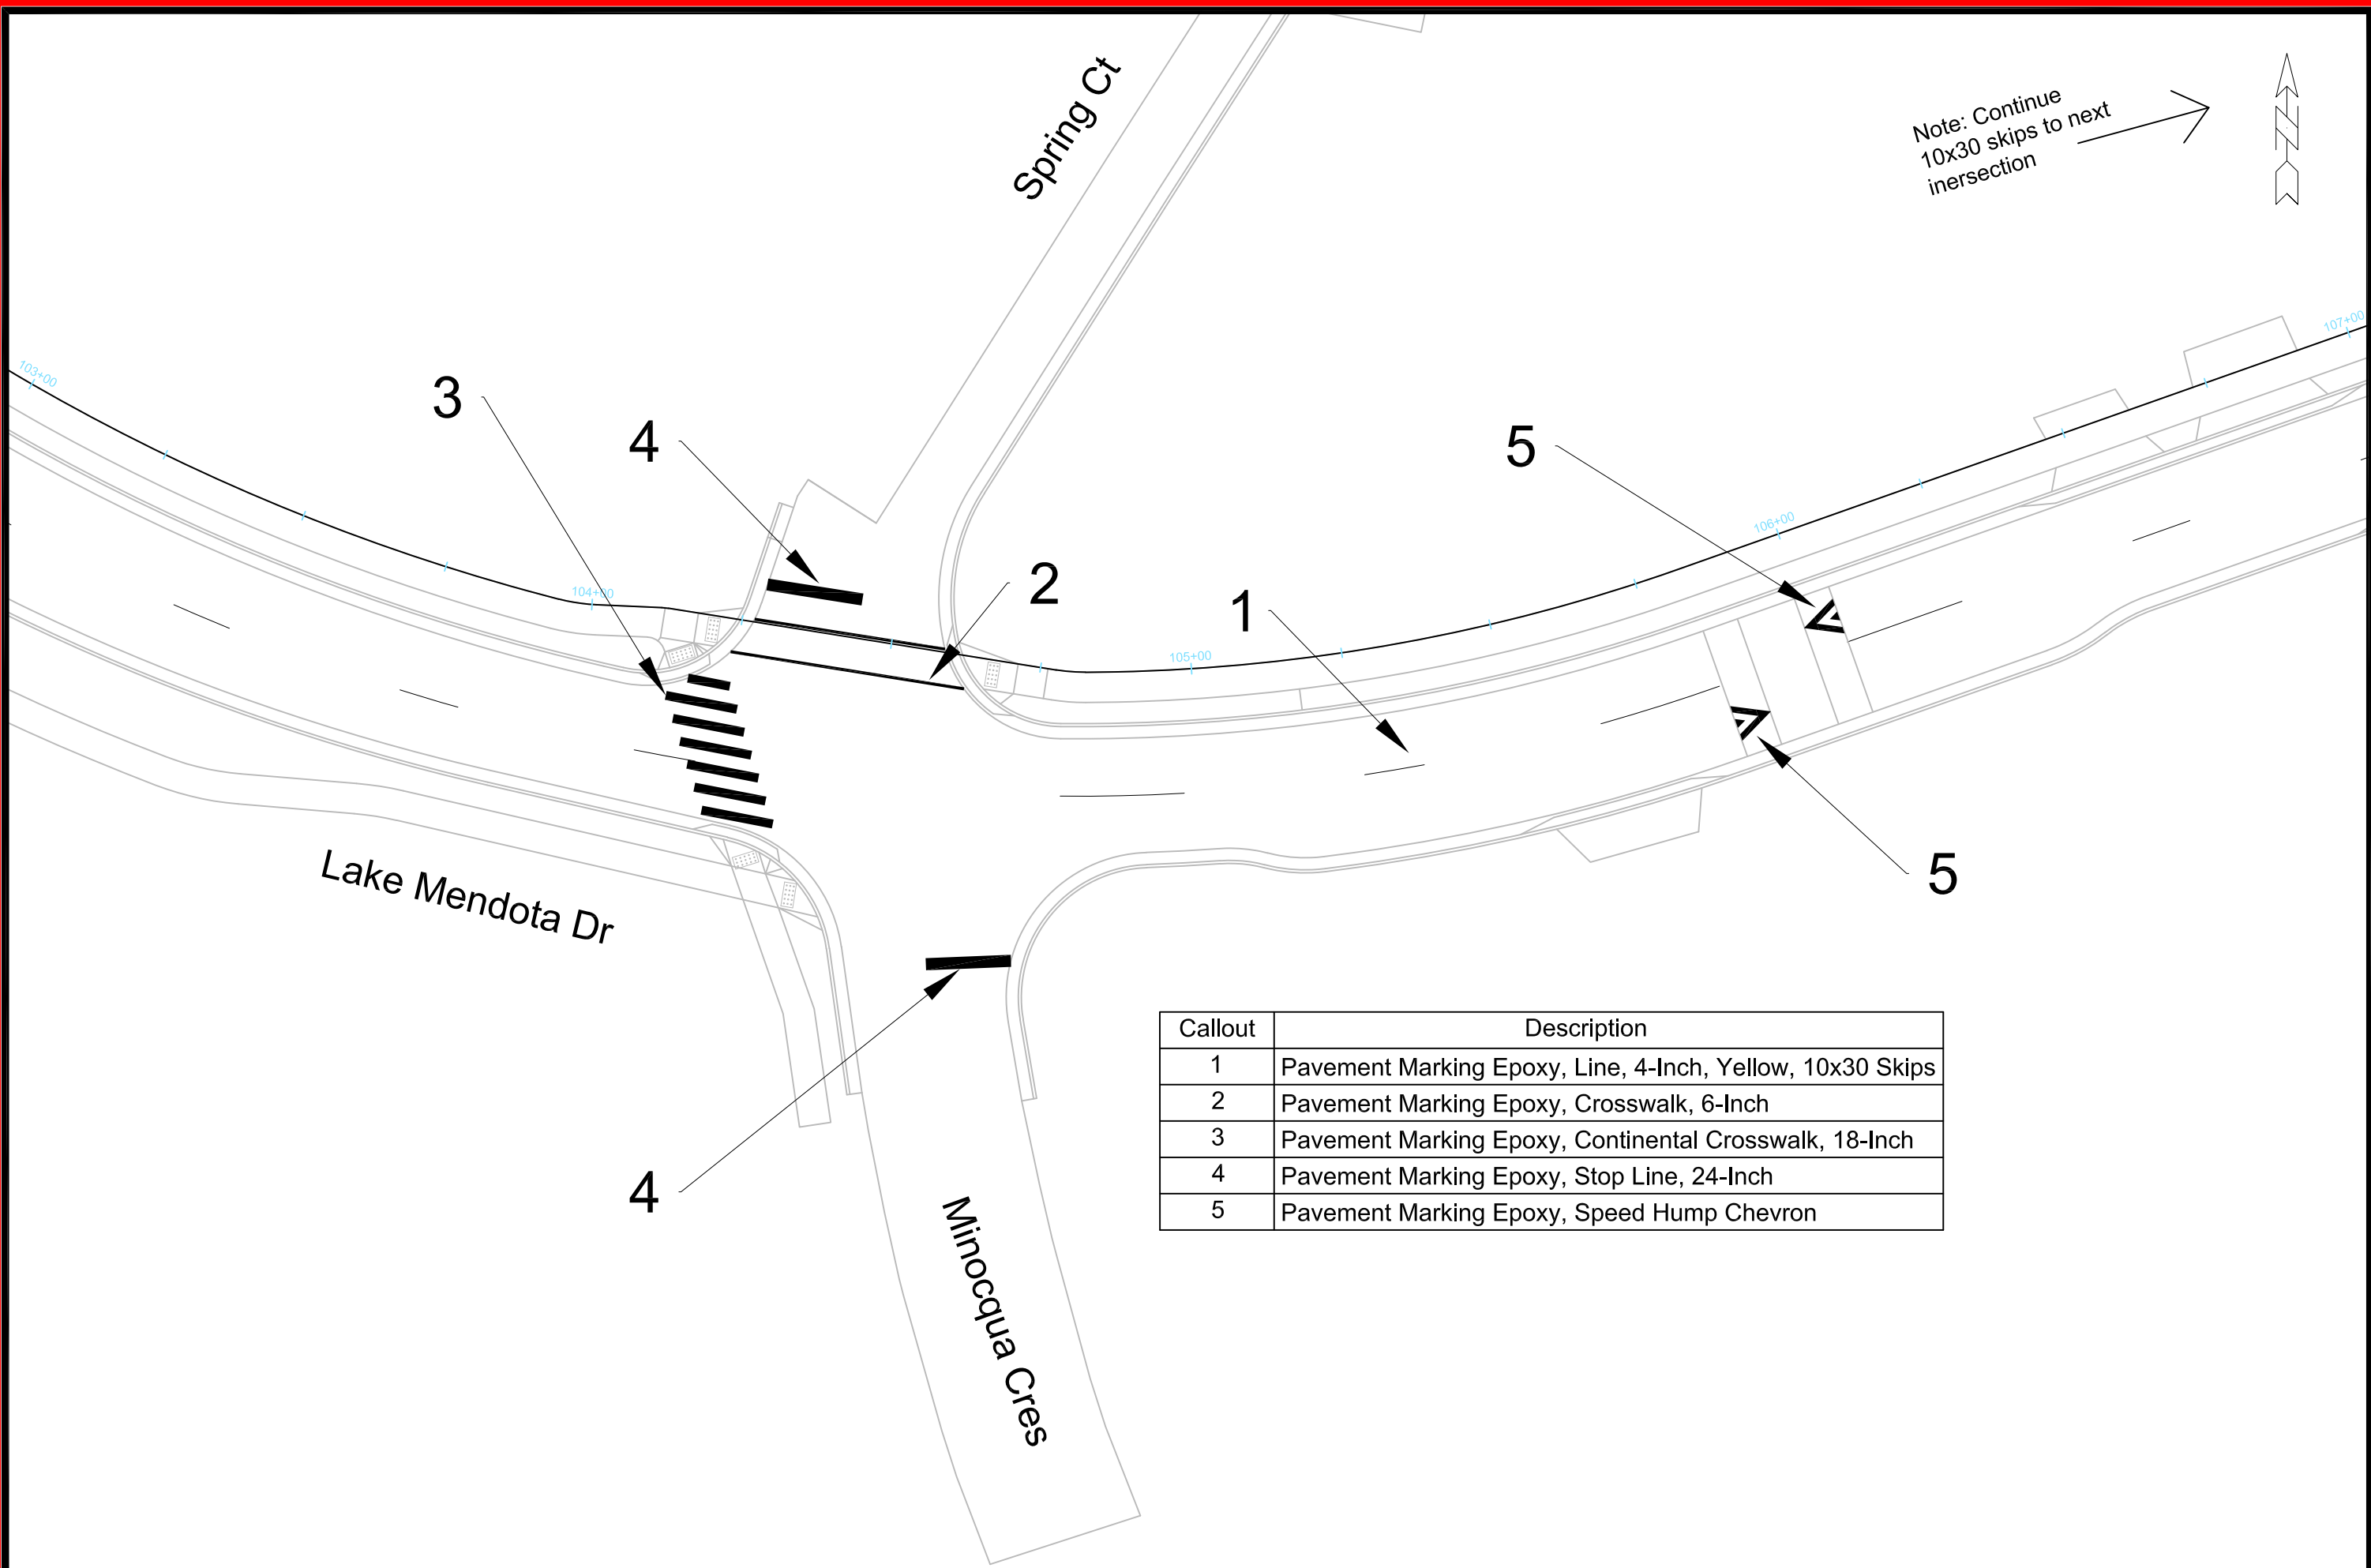 Spring Ct
Note: Continue
10x30 skips to next
inersection
103+00
107+00
3
4
5
106+00
104+00
2
1
105+00
Lake Mendota Dr
5
4
Minocqua Cres
Callout Description
1 Pavement Marking Epoxy, Line, 4-Inch, Yellow, 10x30 Skips
2 Pavement Marking Epoxy, Crosswalk, 6-Inch
3 Pavement Marking Epoxy, Continental Crosswalk, 18-Inch
4 Pavement Marking Epoxy, Stop Line, 24-Inch
5 Pavement Marking Epoxy, Speed Hump Chevron